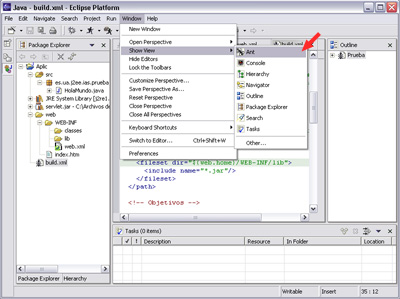 Java - build.xml - Eclipse Platform
File Edit Navigate Search Project Run Window Help
Package Explorer
Aplic
src
es.ua.j2ee.ias.prueba
HolaMundo.java
JRE System Library [j2re1.
servlet.jar - C:\Archivos de
web
WEB-INF
classes
lib
web.xml
index.htm
build.xml
Package Explorer Hierarchy
New Window
Open Perspective
Show View
Hide Editors
Lock the Toolbars
Customize Perspective...
Save Perspective As...
Reset Perspective
Close Perspective
Close All Perspectives
Keyboard Shortcuts
Switch to Editor... Ctrl+Shift+W
Preferences
Ant
Console
Hierarchy
Navigator
Outline
Package Explorer
Search
Tasks
Other...
build.xml
Outline
Prueba
<fileset dir="${web.home}/WEB-INF/lib">
<include name="*.jar"/>
</fileset>
</path>
<!-- Objetivos -->
Tasks (0 items)
! Description Resource In Folder Location
Writable Insert 35 : 12